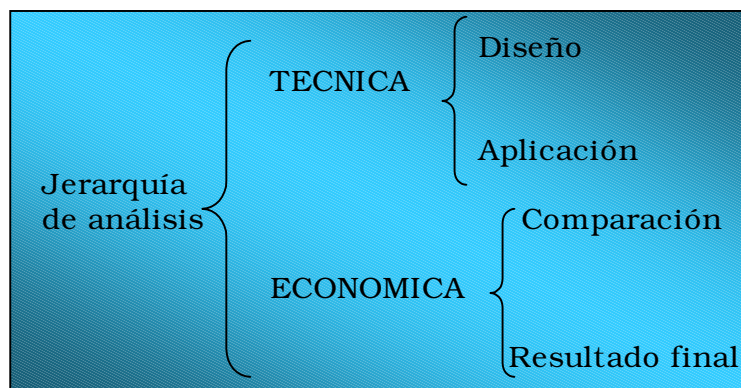 Diseño
TECNICA
Aplicación
Jerarquía
de análisis
Comparación
ECONOMICA
Resultado final